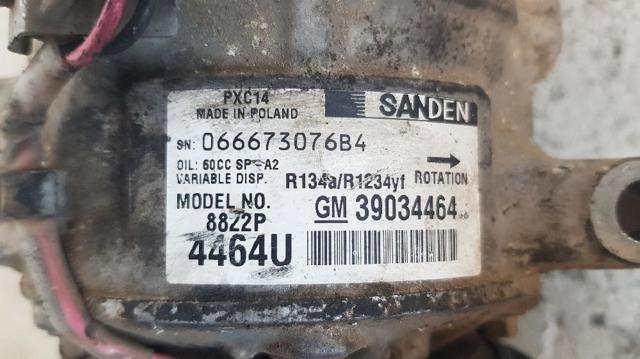 PXC14
MADE IN POLAND
SANDEN
SN: 066673076B4
OIL: 60CC SP-A2
VARIABLE DISP. R134a/R1234yf ROTATION
MODEL NO. GM 39034464
8822P
4464U